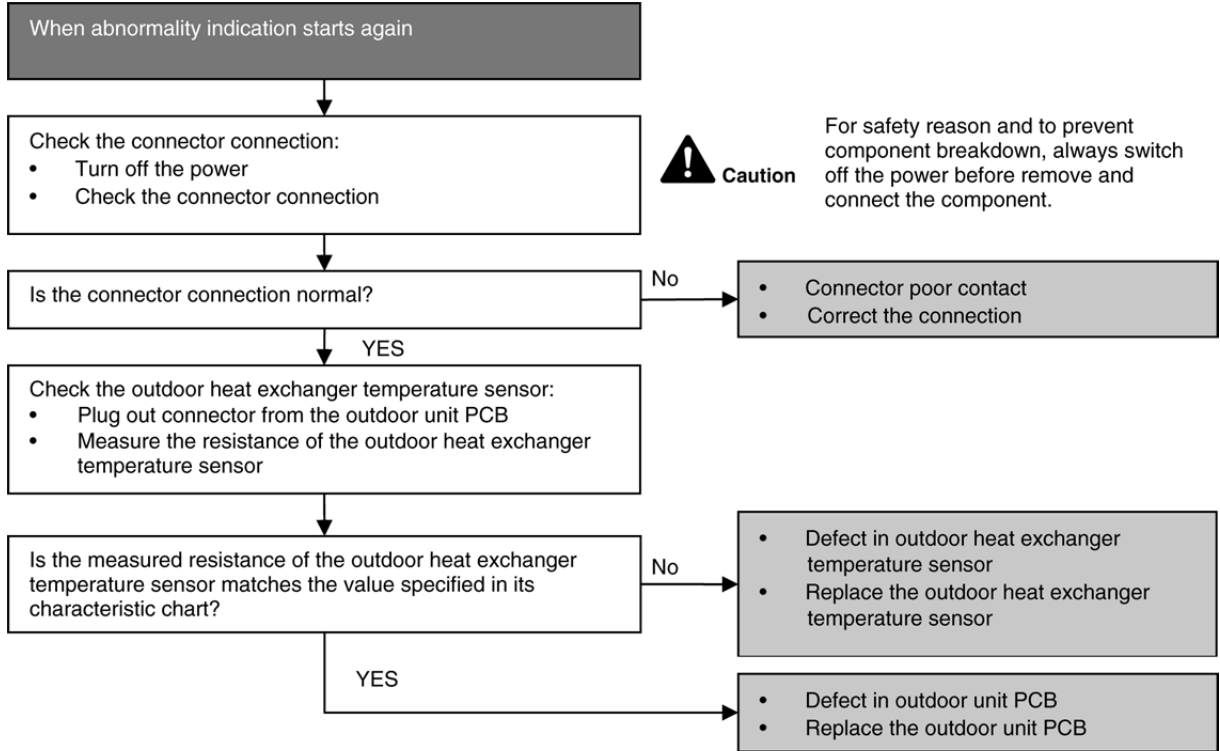 When abnormality indication starts again
Check the connector connection:
• Turn off the power
• Check the connector connection
Caution
For safety reason and to prevent
component breakdown, always switch
off the power before remove and
connect the component.
Is the connector connection normal?
No
• Connector poor contact
• Correct the connection
YES
Check the outdoor heat exchanger temperature sensor:
• Plug out connector from the outdoor unit PCB
• Measure the resistance of the outdoor heat exchanger
temperature sensor
Is the measured resistance of the outdoor heat exchanger
temperature sensor matches the value specified in its
characteristic chart?
No
• Defect in outdoor heat exchanger
temperature sensor
• Replace the outdoor heat exchanger
temperature sensor
YES
• Defect in outdoor unit PCB
• Replace the outdoor unit PCB